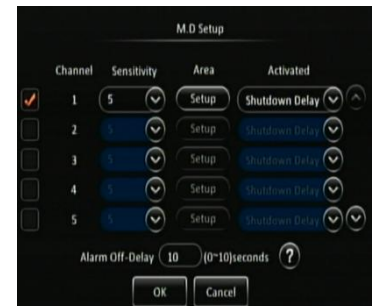 M.D Setup
Channel Sensitivity Area Activated
1 5 Setup Shutdown Delay
2 5 Setup Shutdown Delay
3 5 Setup Shutdown Delay
4 5 Setup Shutdown Delay
5 5 Setup Shutdown Delay
Alarm Off-Delay 10 (0~10)seconds ?
OK Cancel